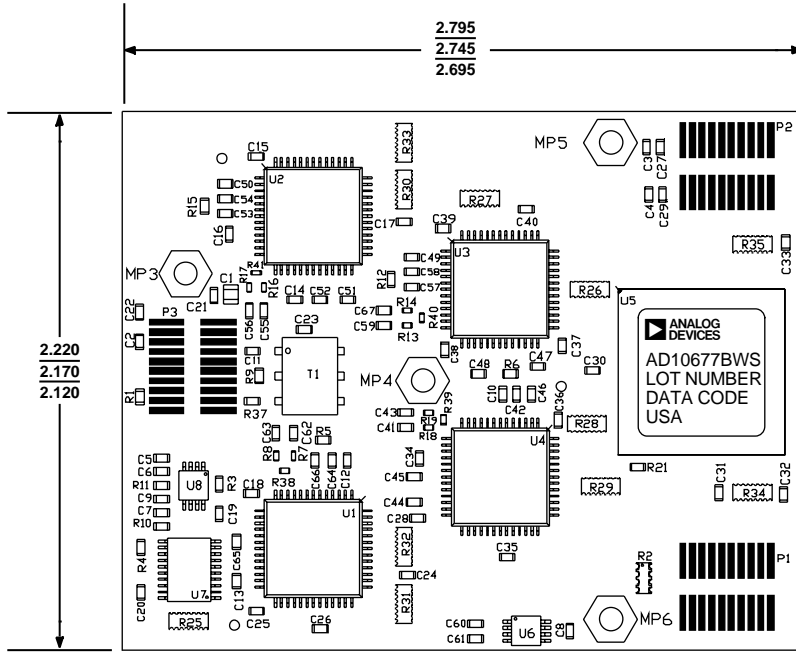 2.795
2.745
2.695
2.220
2.170
2.120
C15
U2
C50
C54
C53
R15
C16
R33
R30
C17
MP5
C3
C27
P2
C4
C29
R27
C39
C40
R35
C33
MP3
R17
R41
R16
C1
C21
C14
C52
C51
R12
C49
C58
C57
U3
C67
C59
R14
R13
R40
R26
U5
C22
C2
R1
P3
C56
C55
C11
R9
R37
C23
T1
MP4
C38
C48
R6
C47
C37
C30
ANALOG
DEVICES
AD10677BWS
LOT NUMBER
DATA CODE
USA
C10
C42
C46
C36
C43
C41
R19
R18
R39
C63
C62
R5
R8
R7
R38
C66
C64
C12
C34
C45
U4
R28
R29
R21
C31
R34
C32
C5
C6
R11
C9
C7
R10
U8
R3
C19
C18
U1
C44
C28
R32
C24
R31
C35
R4
C20
U7
C65
C13
R25
C25
C26
C60
C61
U6
C8
R2
MP6
P1